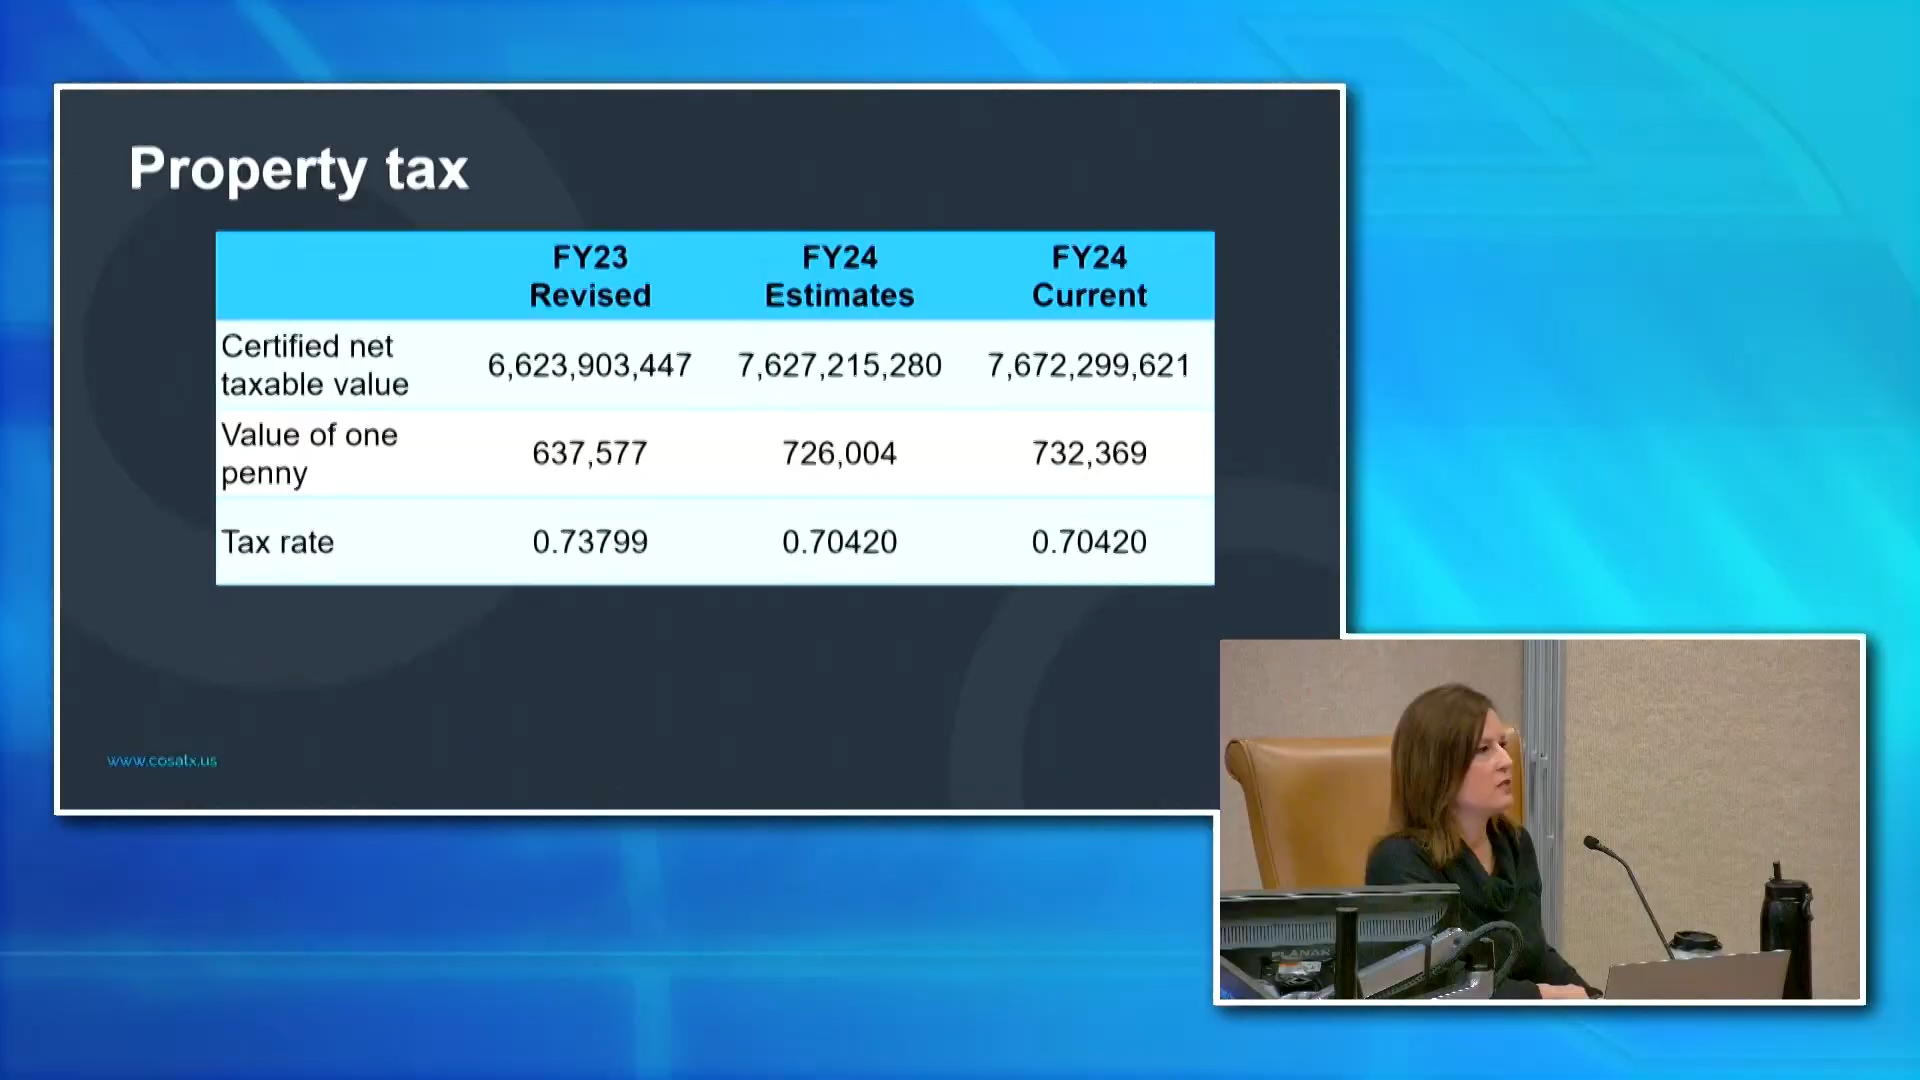 Property tax
FY23 FY24 FY24
Revised Estimates Current
Certified net
taxable value 6,623,903,447 7,627,215,280 7,672,299,621
Value of one
penny 637,577 726,004 732,369
Tax rate 0.73799 0.70420 0.70420
www.cosatx.us
PLANAR